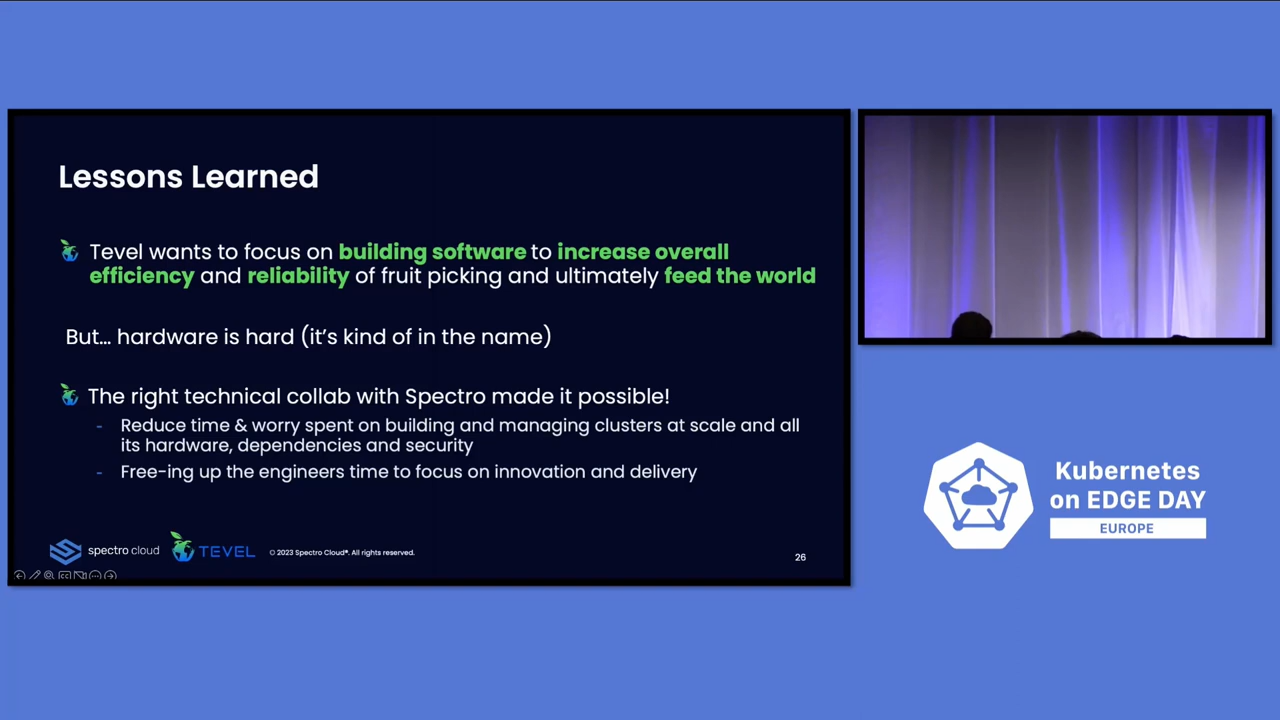 Lessons Learned
Tevel wants to focus on building software to increase overall
efficiency and reliability of fruit picking and ultimately feed the world
But... hardware is hard (it's kind of in the name)
The right technical collab with Spectro made it possible!
- Reduce time & worry spent on building and managing clusters at scale and all
its hardware, dependencies and security
- Free-ing up the engineers time to focus on innovation and delivery
spectro cloud
TEVEL
© 2023 Spectro Cloud®. All rights reserved.
26
Kubernetes
on EDGE DAY
EUROPE